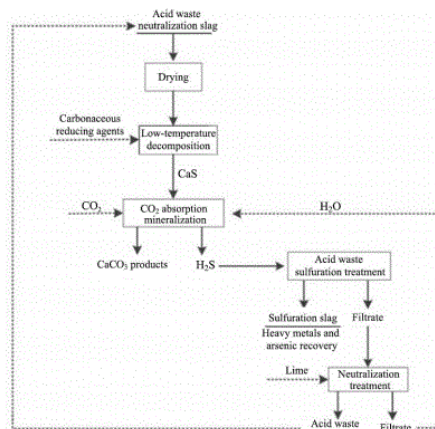 Acid waste
neutralization slag
Drying
Carbonaceous
reducing agents
Low-temperature
decomposition
CaS
CO₂
CO₂ absorption
mineralization
H₂O
CaCO₃ products
H₂S
Acid waste
sulfuration treatment
Sulfuration slag
Filtrate
Heavy metals and
arsenic recovery
Lime
Neutralization
treatment
Acid waste
Filtrate